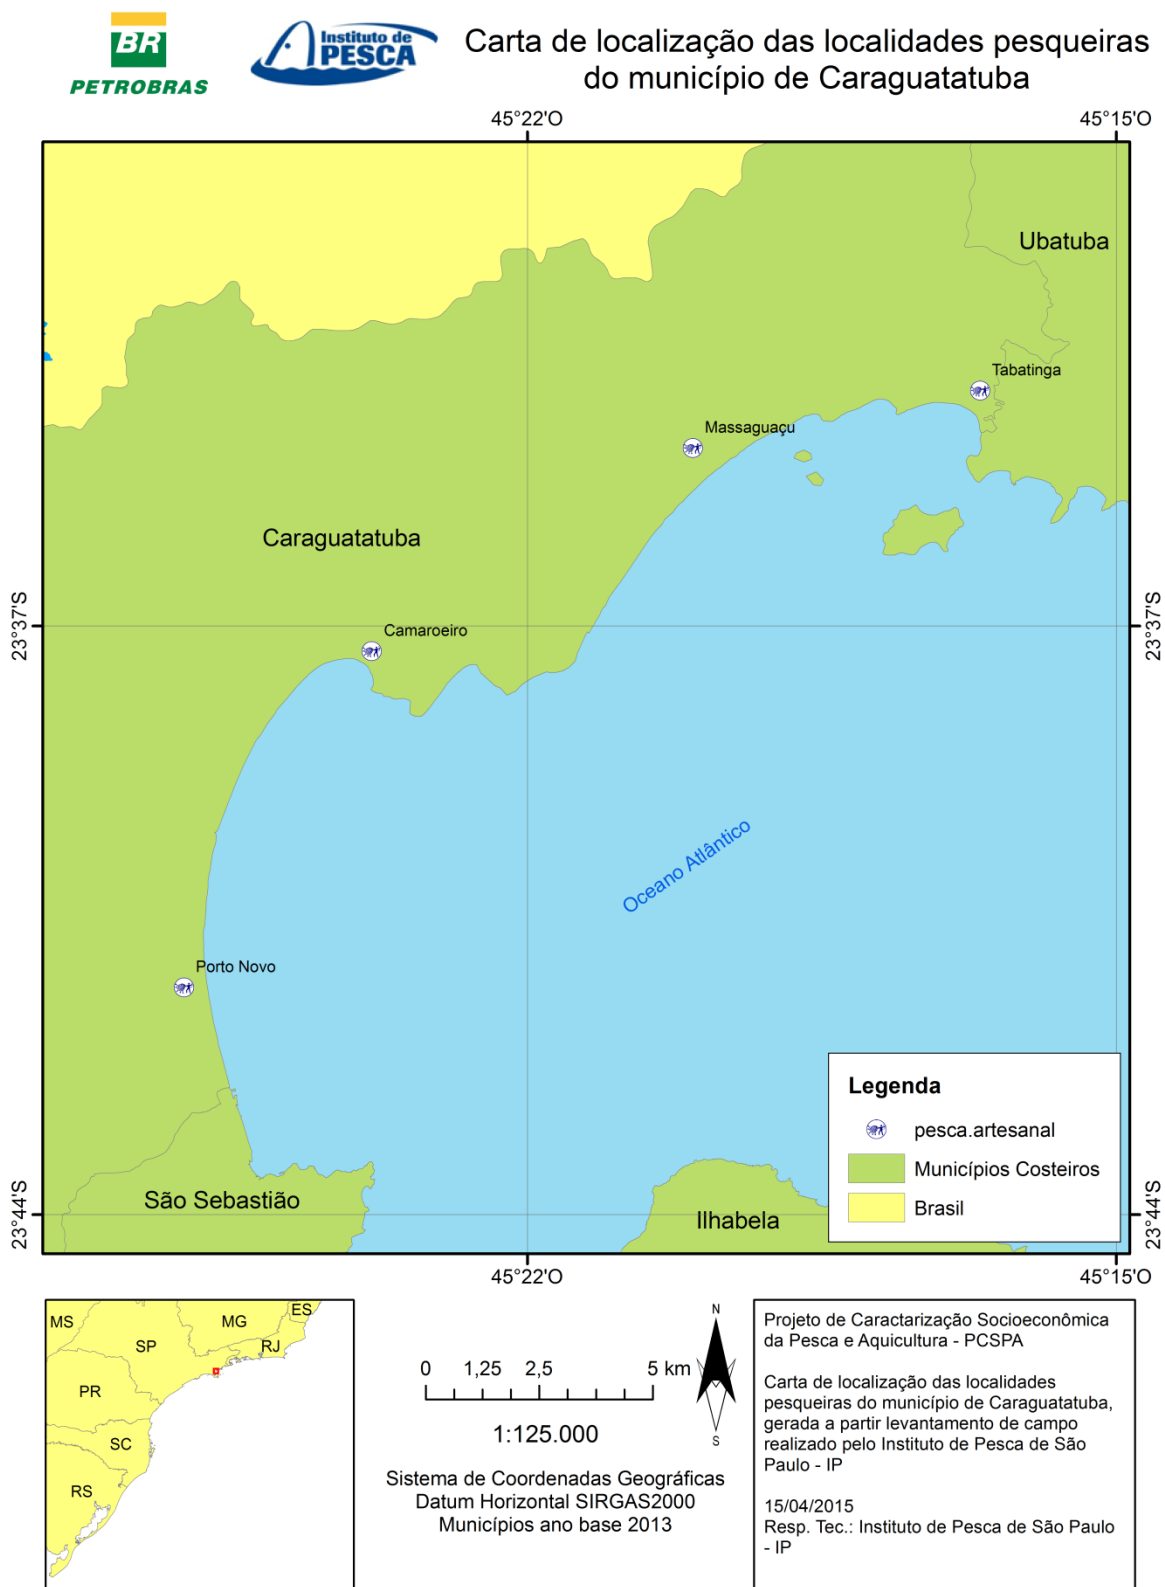 BR
PETROBRAS
Instituto de
PESCA
Carta de localização das localidades pesqueiras
do município de Caraguatatuba
45°22'O
45°15'O
Ubatuba
Tabatinga
Massaguaçu
Caraguatatuba
23°37'S
23°37'S
Camaroeiro
Oceano Atlântico
Porto Novo
Legenda
pesca.artesanal
Municípios Costeiros
Brasil
São Sebastião
Ilhabela
23°44'S
23°44'S
45°22'O
45°15'O
MS
MG
ES
SP
RJ
PR
SC
RS
0 1,25 2,5 5 km
1:125.000
N
S
Sistema de Coordenadas Geográficas
Datum Horizontal SIRGAS2000
Municípios ano base 2013
Projeto de Caractarização Socioeconômica
da Pesca e Aquicultura - PCSPA
Carta de localização das localidades
pesqueiras do município de Caraguatatuba,
gerada a partir levantamento de campo
realizado pelo Instituto de Pesca de São
Paulo - IP
15/04/2015
Resp. Tec.: Instituto de Pesca de São Paulo
- IP